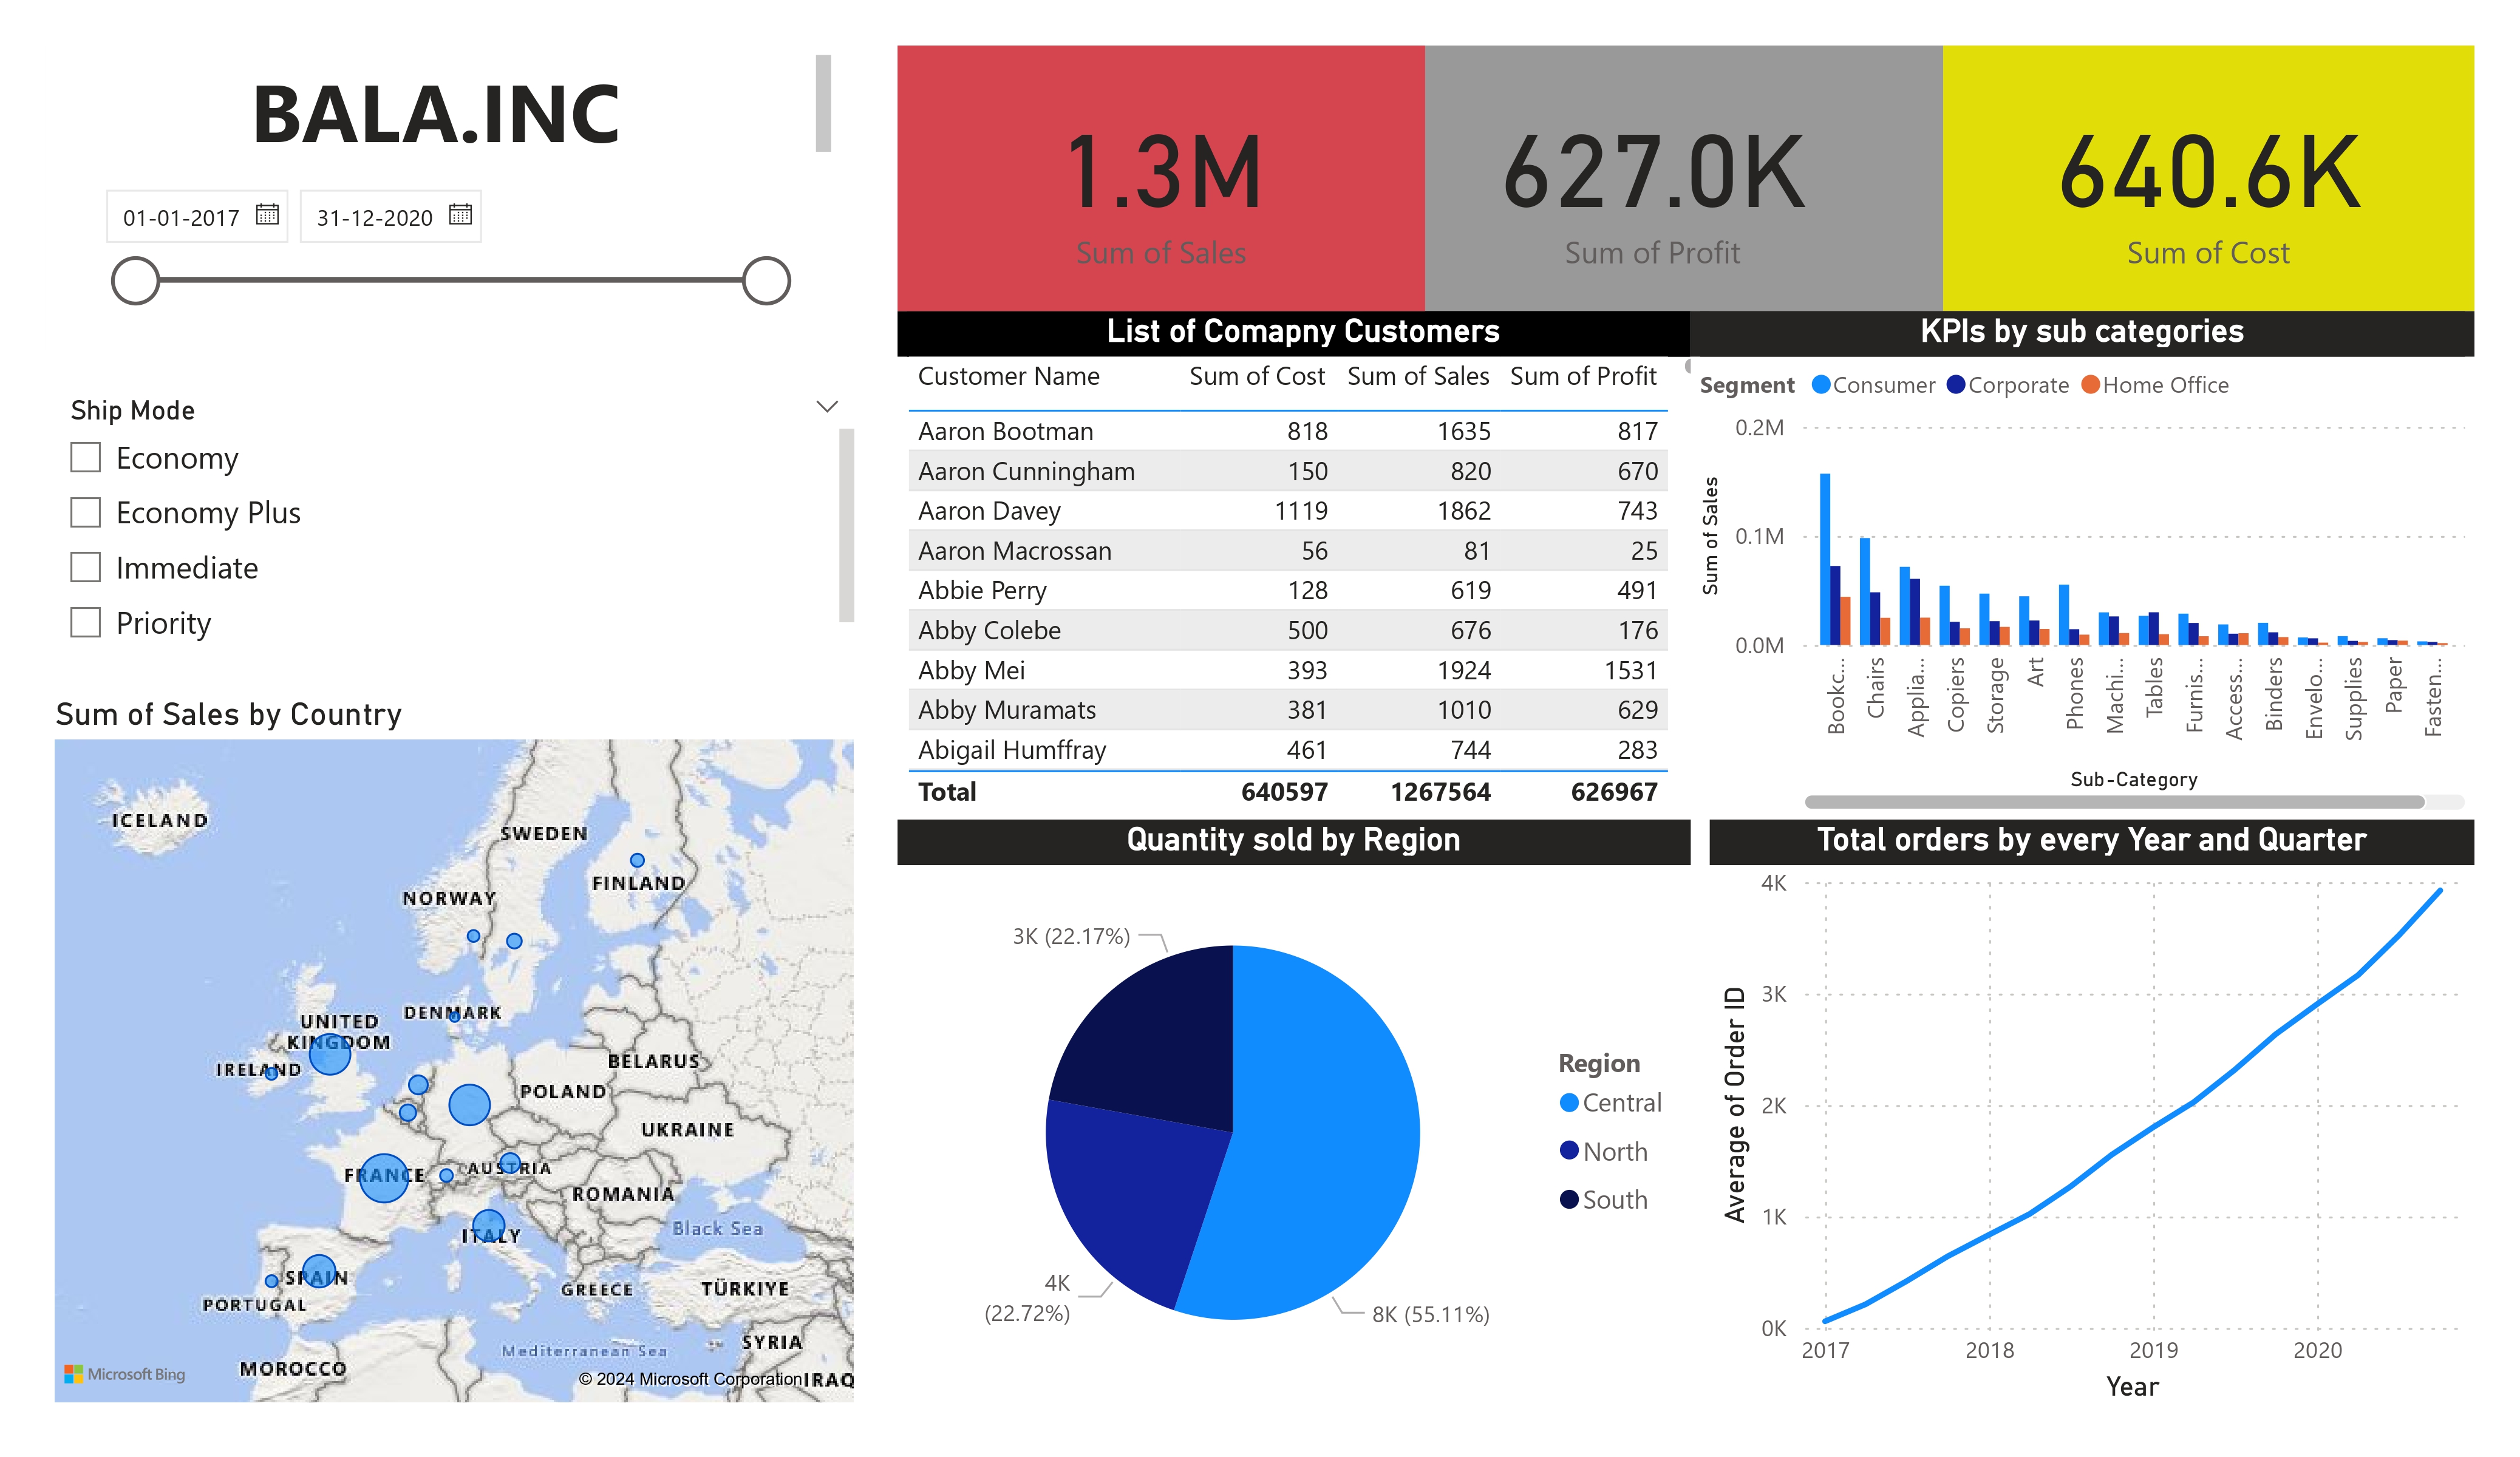 BALA.INC
01-01-2017 31-12-2020
Ship Mode
Economy
Economy Plus
Immediate
Priority
Sum of Sales by Country
ICELAND
SWEDEN
FINLAND
NORWAY
DENMARK
UNITED
KINGDOM
IRELAND
BELARUS
POLAND
UKRAINE
FRANCE
AUSTRIA
ROMANIA
Black Sea
ITALY
SPAIN
PORTUGAL
GREECE
TÜRKIYE
SYRIA
Mediterranean Sea
MOROCCO
Microsoft Bing
© 2024 Microsoft Corporation
IRAQ
1.3M
Sum of Sales
627.0K
Sum of Profit
640.6K
Sum of Cost
List of Comapny Customers
Customer Name Sum of Cost Sum of Sales Sum of Profit
Aaron Bootman 818 1635 817
Aaron Cunningham 150 820 670
Aaron Davey 1119 1862 743
Aaron Macrossan 56 81 25
Abbie Perry 128 619 491
Abby Colebe 500 676 176
Abby Mei 393 1924 1531
Abby Muramats 381 1010 629
Abigail Humffray 461 744 283
Total 640597 1267564 626967
KPIs by sub categories
Segment Consumer Corporate Home Office
Sum of Sales
0.2M
0.1M
0.0M
Bookc...
Chairs
Applia...
Copiers
Storage
Art
Phones
Machi...
Tables
Furnis...
Access...
Binders
Envelo...
Supplies
Paper
Fasten...
Sub-Category
Quantity sold by Region
3K (22.17%)
4K
(22.72%)
8K (55.11%)
Region
Central
North
South
Total orders by every Year and Quarter
Average of Order ID
4K
3K
2K
1K
0K
2017 2018 2019 2020
Year